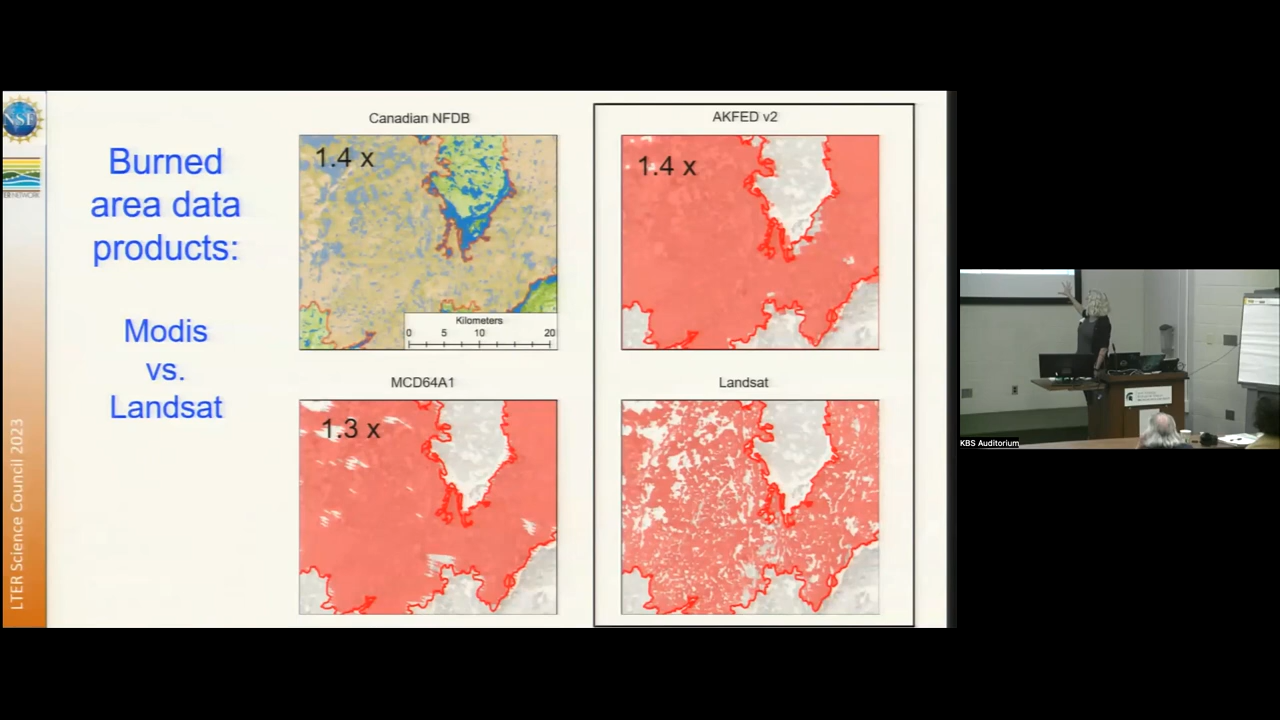 NSF
LTER Science Council 2023
Burned
area data
products:
Modis
vs.
Landsat
Canadian NFDB
1.4 x
Kilometers
0 5 10 20
AKFED v2
1.4 x
MCD64A1
1.3 x
Landsat
KBS Auditorium